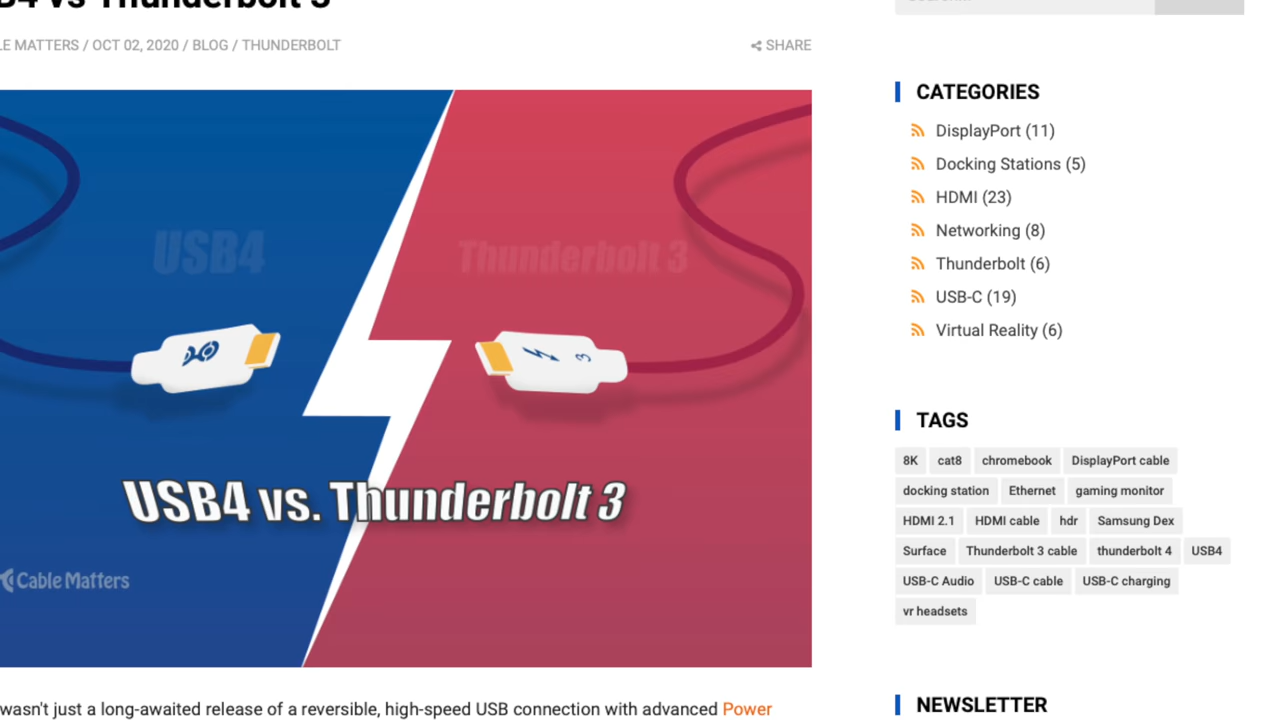 vs Thunderbolt 3
MATTERS / OCT 02, 2020 / BLOG / THUNDERBOLT
SHARE
USB4
Thunderbolt 3
3
USB4 vs. Thunderbolt 3
Cable Matters
wasn't just a long-awaited release of a reversible, high-speed USB connection with advanced Power
CATEGORIES
DisplayPort (11)
Docking Stations (5)
HDMI (23)
Networking (8)
Thunderbolt (6)
USB-C (19)
Virtual Reality (6)
TAGS
8K cat8 chromebook DisplayPort cable
docking station Ethernet gaming monitor
HDMI 2.1 HDMI cable hdr Samsung Dex
Surface Thunderbolt 3 cable thunderbolt 4 USB4
USB-C Audio USB-C cable USB-C charging
vr headsets
NEWSLETTER